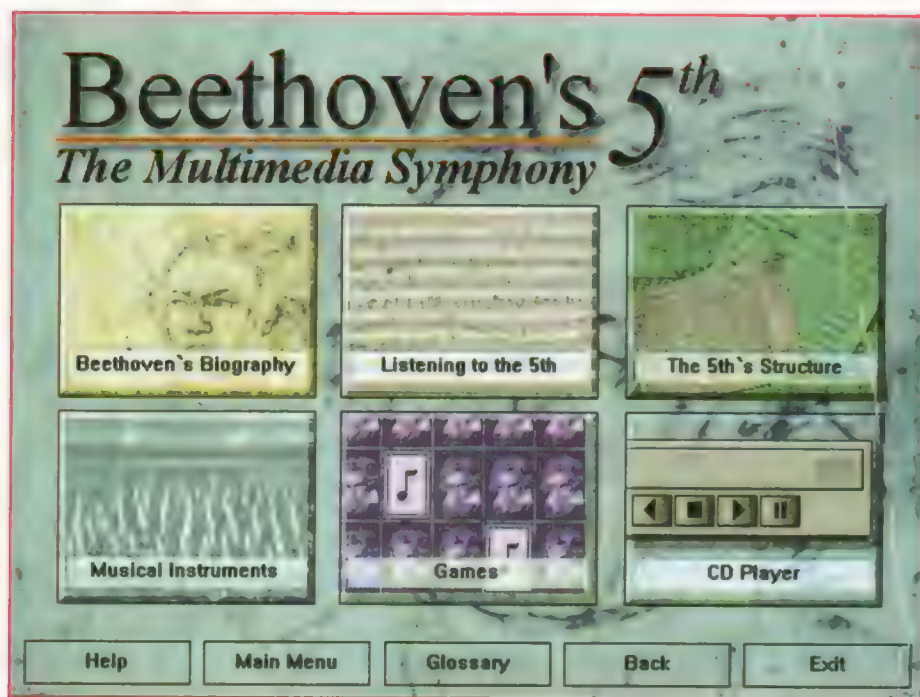 Beethoven's 5th
The Multimedia Symphony
Beethoven`s Biography
Listening to the 5th
The 5th`s Structure
Musical Instruments
Games
CD Player
Help
Main Menu
Glossary
Back
Exit